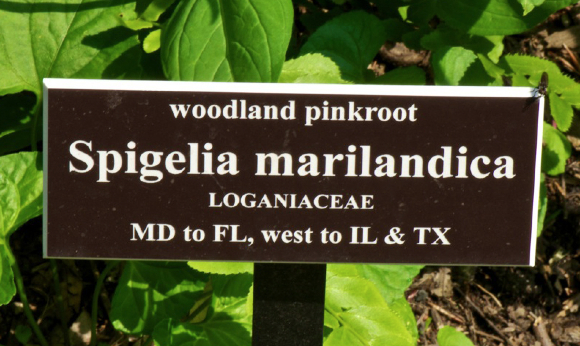 woodland pinkroot
Spigelia marilandica
LOGANIACEAE
MD to FL, west to IL & TX